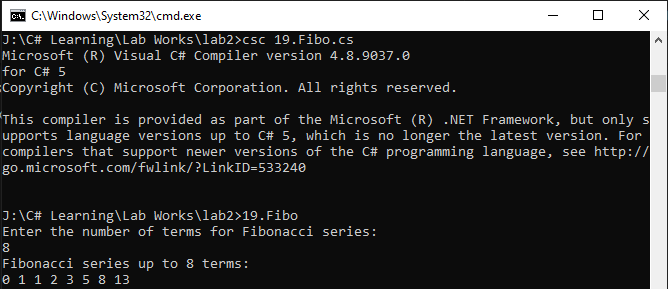 C:\Windows\System32\cmd.exe
J:\C# Learning\Lab Works\lab2>csc 19.Fibo.cs
Microsoft (R) Visual C# Compiler version 4.8.9037.0
for C# 5
Copyright (C) Microsoft Corporation. All rights reserved.
This compiler is provided as part of the Microsoft (R) .NET Framework, but only s
upports language versions up to C# 5, which is no longer the latest version. For
compilers that support newer versions of the C# programming language, see http://
go.microsoft.com/fwlink/?LinkID=533240
J:\C# Learning\Lab Works\lab2>19.Fibo
Enter the number of terms for Fibonacci series:
8
Fibonacci series up to 8 terms:
0 1 1 2 3 5 8 13